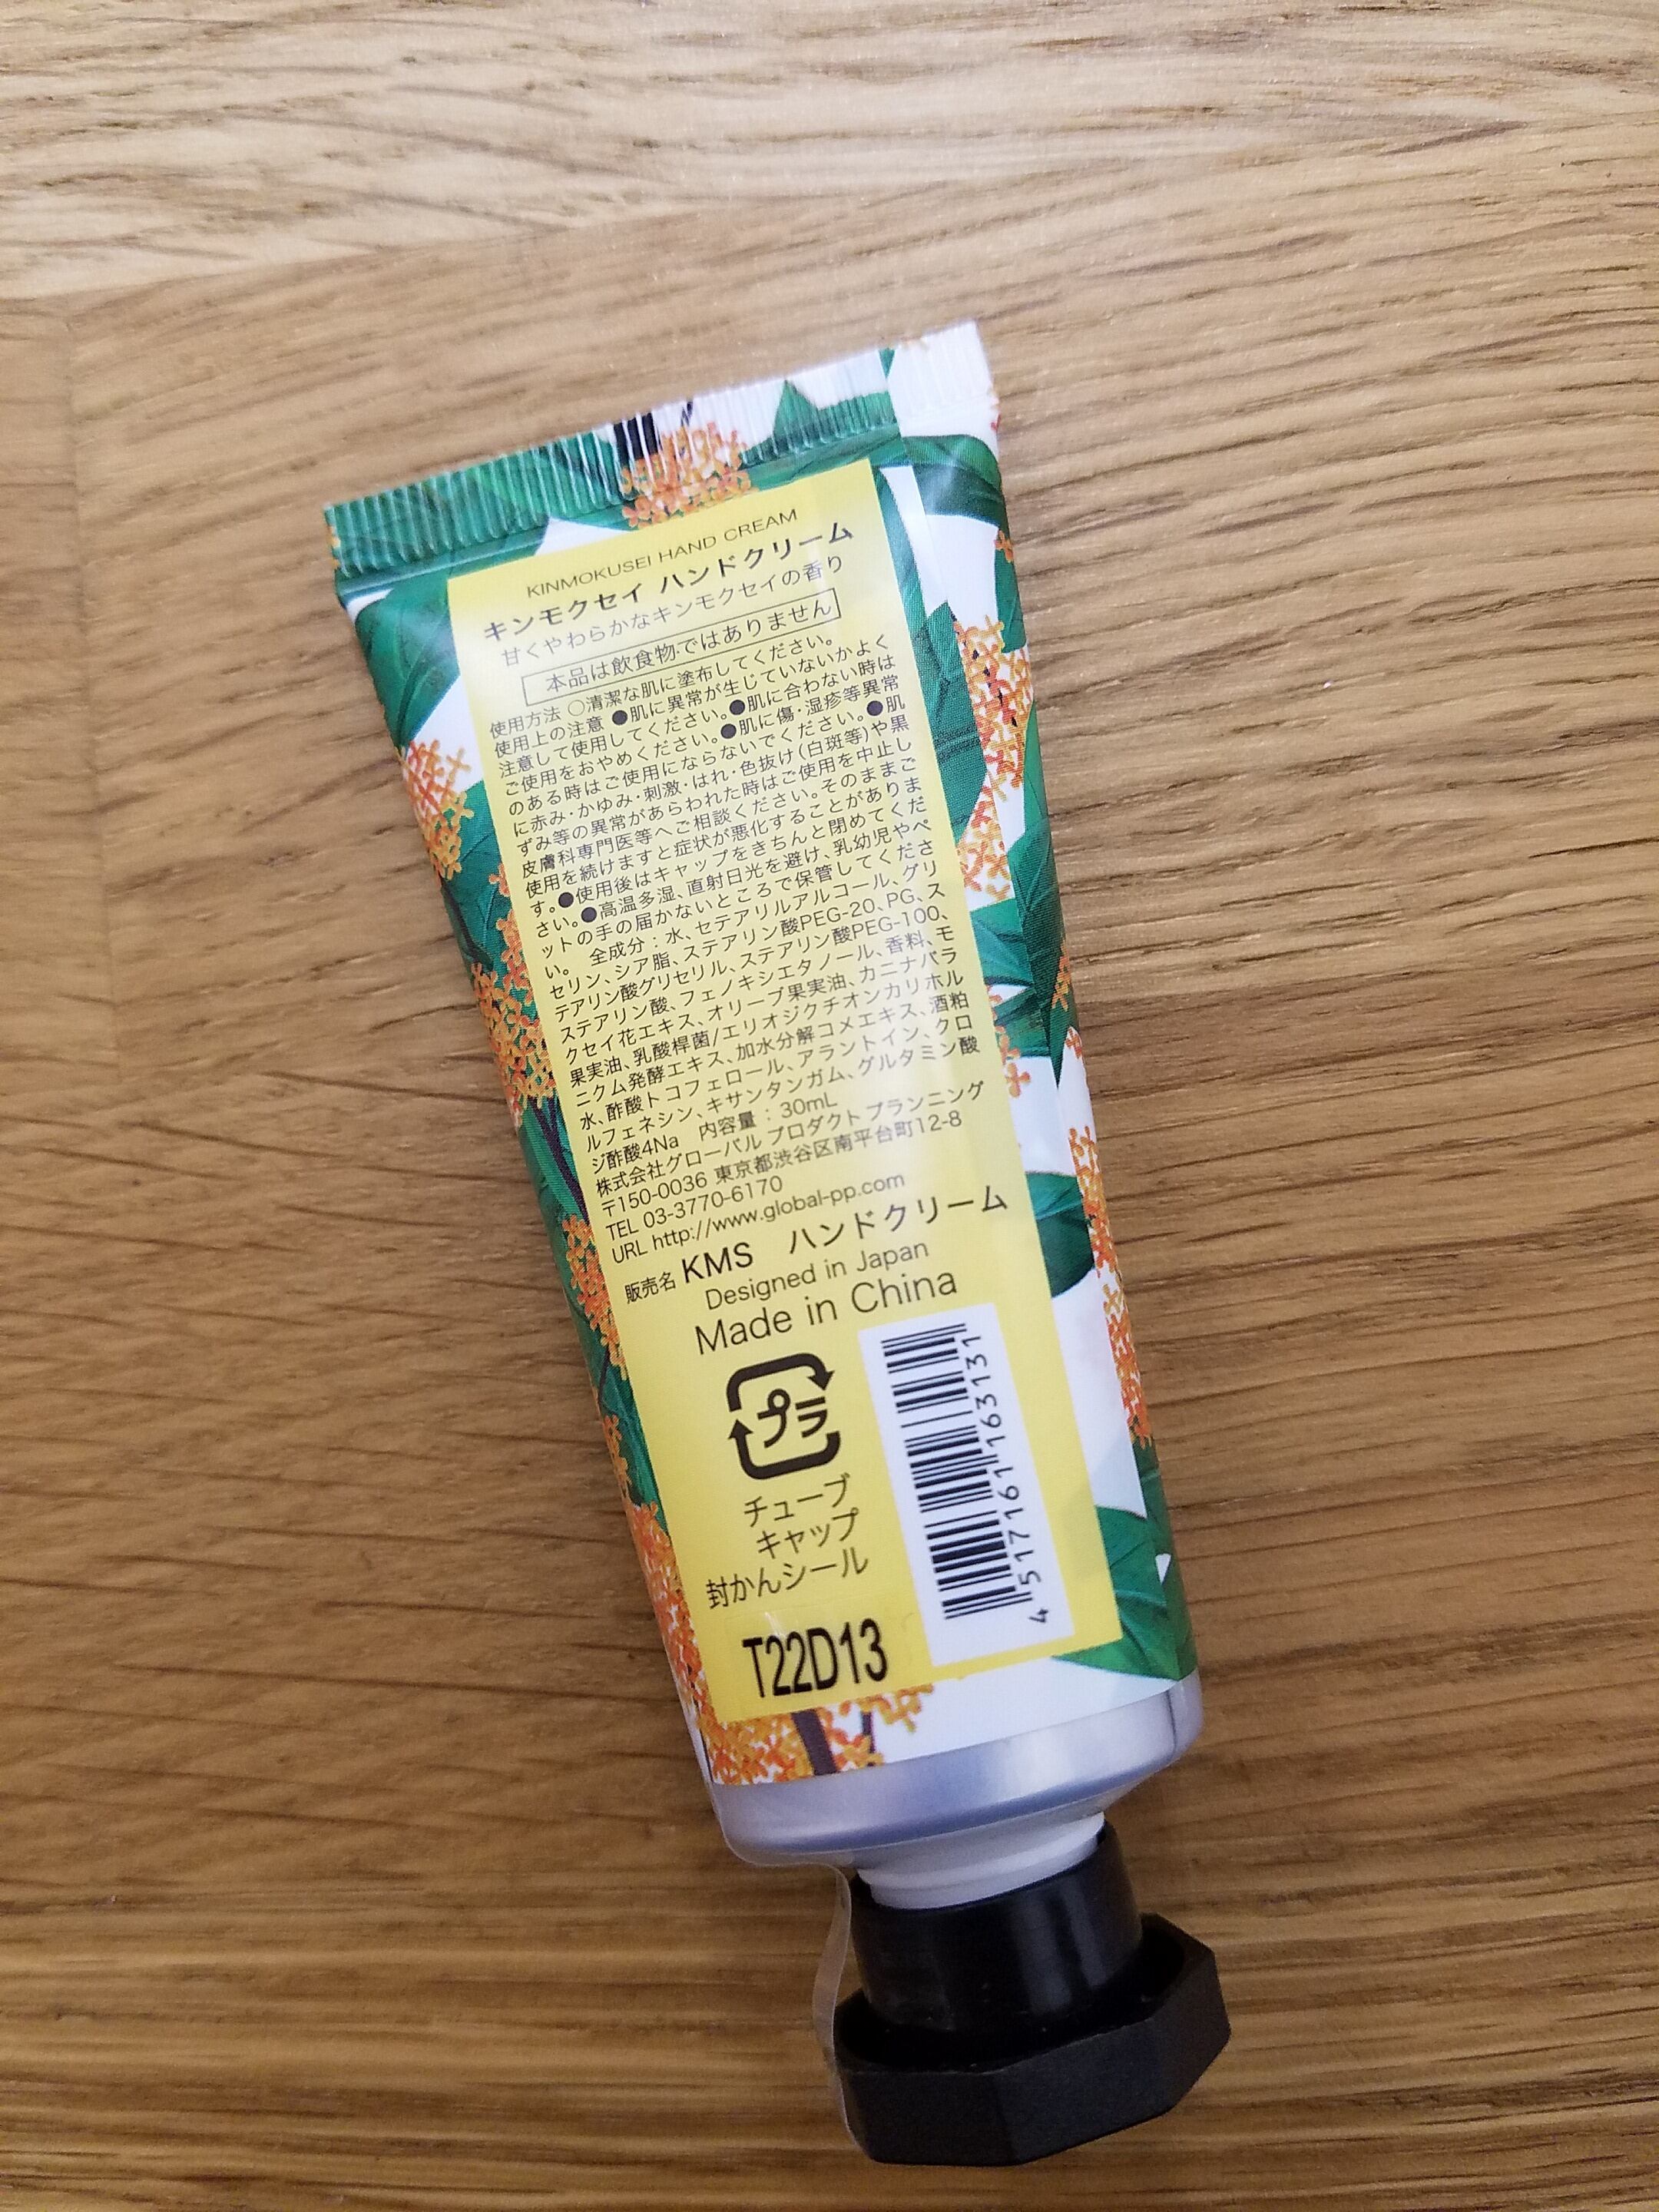 KINMOKUSEI HAND CREAM
キンモクセイ ハンドクリーム
甘くやわらかなキンモクセイの香り
本品は飲食物ではありません
使用方法 ○清潔な肌に塗布してください。
使用上の注意 ●肌に異常が生じていないかよく
注意して使用してください。●肌に合わない時は
ご使用をおやめください。●肌に傷・湿疹等異常
のある時はご使用にならないでください。●肌
に赤み・かゆみ・刺激・はれ・色抜け(白斑等)や黒
ずみ等の異常があらわれた時はご使用を中止し
皮膚科専門医等へご相談ください。そのままご
使用を続けますと症状が悪化することがありま
す。●使用後はキャップをきちんと閉めてくだ
さい。●高温多湿、直射日光を避け、乳幼児やペ
ットの手の届かないところで保管してくださ
い。 全成分：水、セテアリルアルコール、グリ
セリン、シア脂、ステアリン酸PEG-20、PG、ス
テアリン酸グリセリル、ステアリン酸PEG-100、
ステアリン酸、フェノキシエタノール、香料、モ
クセイ花エキス、オリーブ果実油、カニナバラ
果実油、乳酸桿菌/エリオジクチオンカリホル
ニクム発酵エキス、加水分解コメエキス、酒粕
水、酢酸トコフェロール、アラントイン、クロ
ルフェネシン、キサンタンガム、グルタミン酸
ジ酢酸4Na 内容量：30mL
株式会社グローバル プロダクト プランニング
〒150-0036 東京都渋谷区南平台町12-8
TEL 03-3770-6170
URL http://www.global-pp.com
販売名 KMS ハンドクリーム
Designed in Japan
Made in China
プラ
チューブ
キャップ
封かんシール
4 517161 163131
T22D13